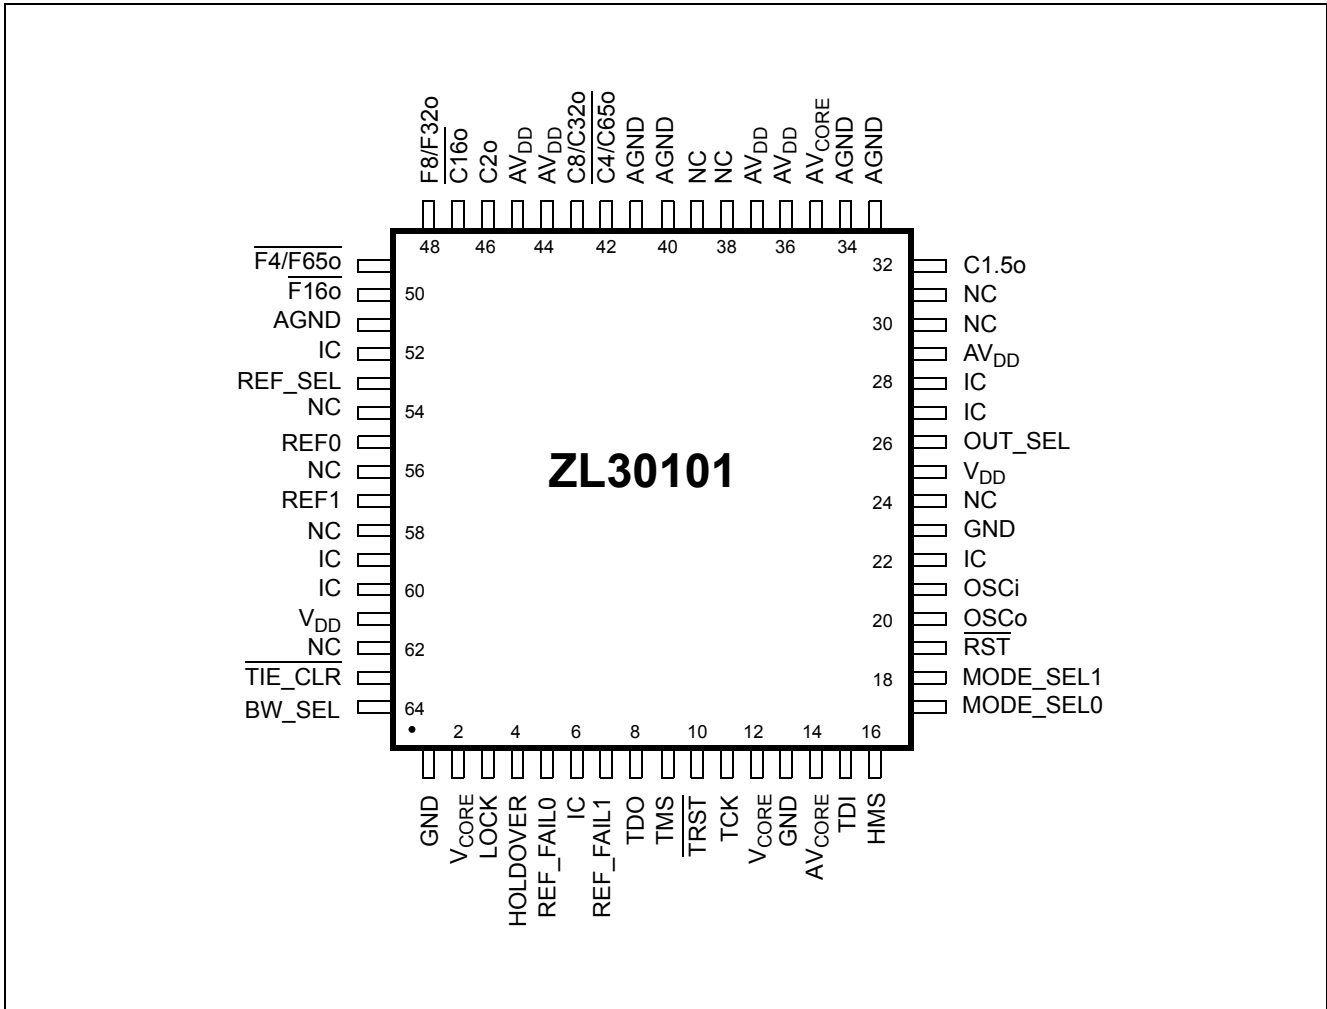 F8/F32o
C16o
C2o
AVDD
AVDD
C8/C32o
C4/C65o
AGND
AGND
NC
NC
AVDD
AVDD
AVCORE
AGND
AGND
48 46 44 42 40 38 36 34
F4/F65o
F16o 50
AGND
IC 52
REF_SEL
NC 54
REF0
NC 56
REF1
NC 58
IC
IC 60
VDD
NC 62
TIE_CLR
BW_SEL 64
ZL30101
32 C1.5o
NC
30 NC
AVDD
28 IC
IC
26 OUT_SEL
VDD
24 NC
GND
22 IC
OSCi
20 OSCo
RST
18 MODE_SEL1
MODE_SEL0
2 4 6 8 10 12 14 16
GND
VCORE
LOCK
HOLDOVER
REF_FAIL0
IC
REF_FAIL1
TDO
TMS
TRST
TCK
VCORE
GND
AVCORE
TDI
HMS